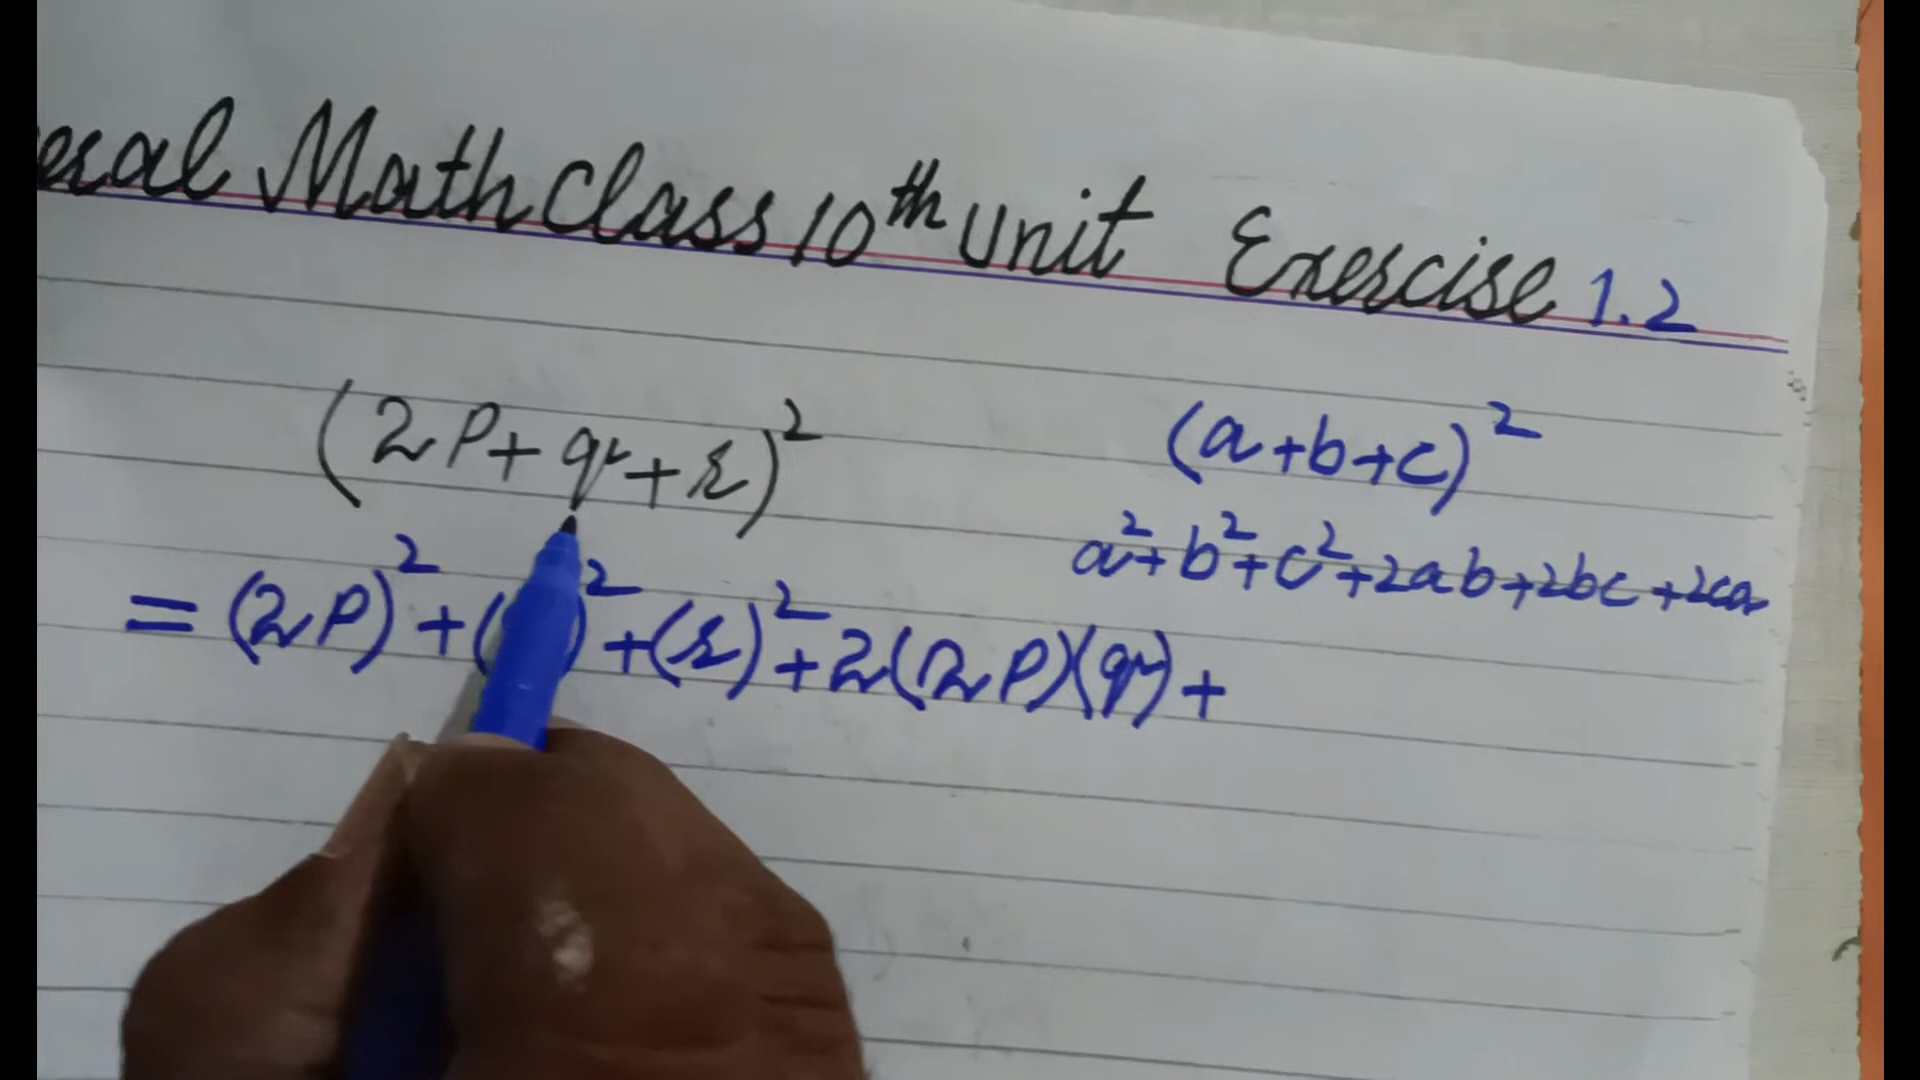 Math Class 10th Unit Exercise 1.2
(2P+q+r)² (a+b+c)²
a²+b²+c²+2ab+2bc+2ca
=(2P)²+( )²+(r)²+2(2P)(q)+